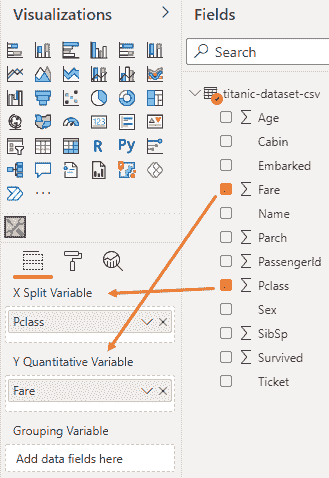 Visualizations
Fields
Search
titanic-dataset-csv
Age
Cabin
Embarked
Fare
Name
Parch
PassengerId
Pclass
Sex
SibSp
Survived
Ticket
R Py
123
X Split Variable
Pclass
Y Quantitative Variable
Fare
Grouping Variable
Add data fields here